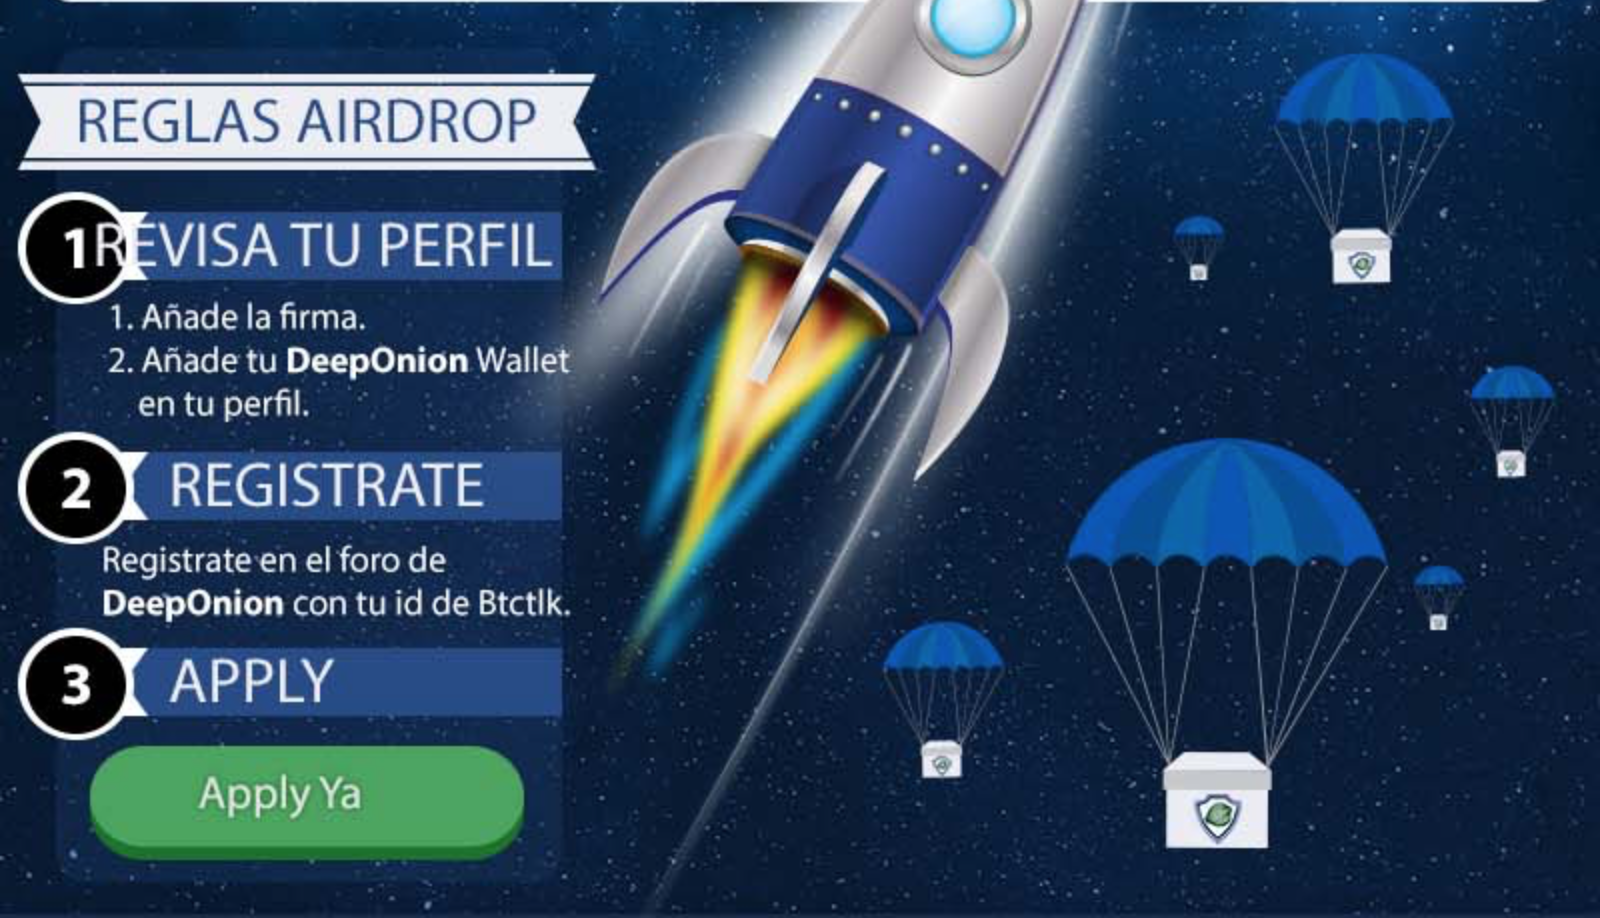 REGLAS AIRDROP
1 REVISA TU PERFIL
1. Añade la firma.
2. Añade tu DeepOnion Wallet
en tu perfil.
2 REGISTRATE
Registrate en el foro de
DeepOnion con tu id de Btctlk.
3 APPLY
Apply Ya